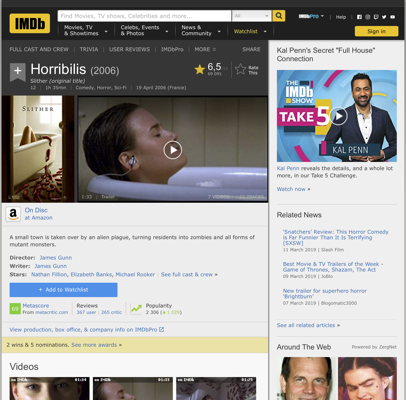 IMDb
Find Movies, TV shows, Celebrities and more...
All
IMDbPro
Help
Movies, TV & Showtimes
Celebs, Events & Photos
News & Community
Watchlist
Sign in
FULL CAST AND CREW | TRIVIA | USER REVIEWS | IMDbPro | MORE
SHARE
Horribilis (2006)
Slither (original title)
12 | 1h 35min | Comedy, Horror, Sci-Fi | 19 April 2006 (France)
6,5
Rate This
SLITHER
1:33 | Trailer
On Disc
at Amazon
A small town is taken over by an alien plague, turning residents into zombies and all forms of mutant monsters.
Director: James Gunn
Writer: James Gunn
Stars: Nathan Fillion, Elizabeth Banks, Michael Rooker | See full cast & crew »
+ Add to Watchlist
Metascore
From metacritic.com
Reviews
367 user | 265 critic
Popularity
2 306
View production, box office, & company info on IMDbPro
2 wins & 5 nominations. See more awards »
Videos
Kal Penn's Secret "Full House" Connection
THE IMDb SHOW
TAKE 5
KAL PENN
Kal Penn reveals the details, and a whole lot more, in our Take 5 Challenge.
Watch now »
Related News
'Snatchers' Review: This Horror Comedy is Far Funnier Than It Is Terrifying [SXSW]
11 March 2019 | Slash Film
Best Movie & TV Trailers of the Week - Game of Thrones, Shazam, The Act
09 March 2019 | JoBlo
New trailer for superhero horror 'Brightburn'
07 March 2019 | Blogomatic3000
See all related articles »
Around The Web
Powered by ZergNet